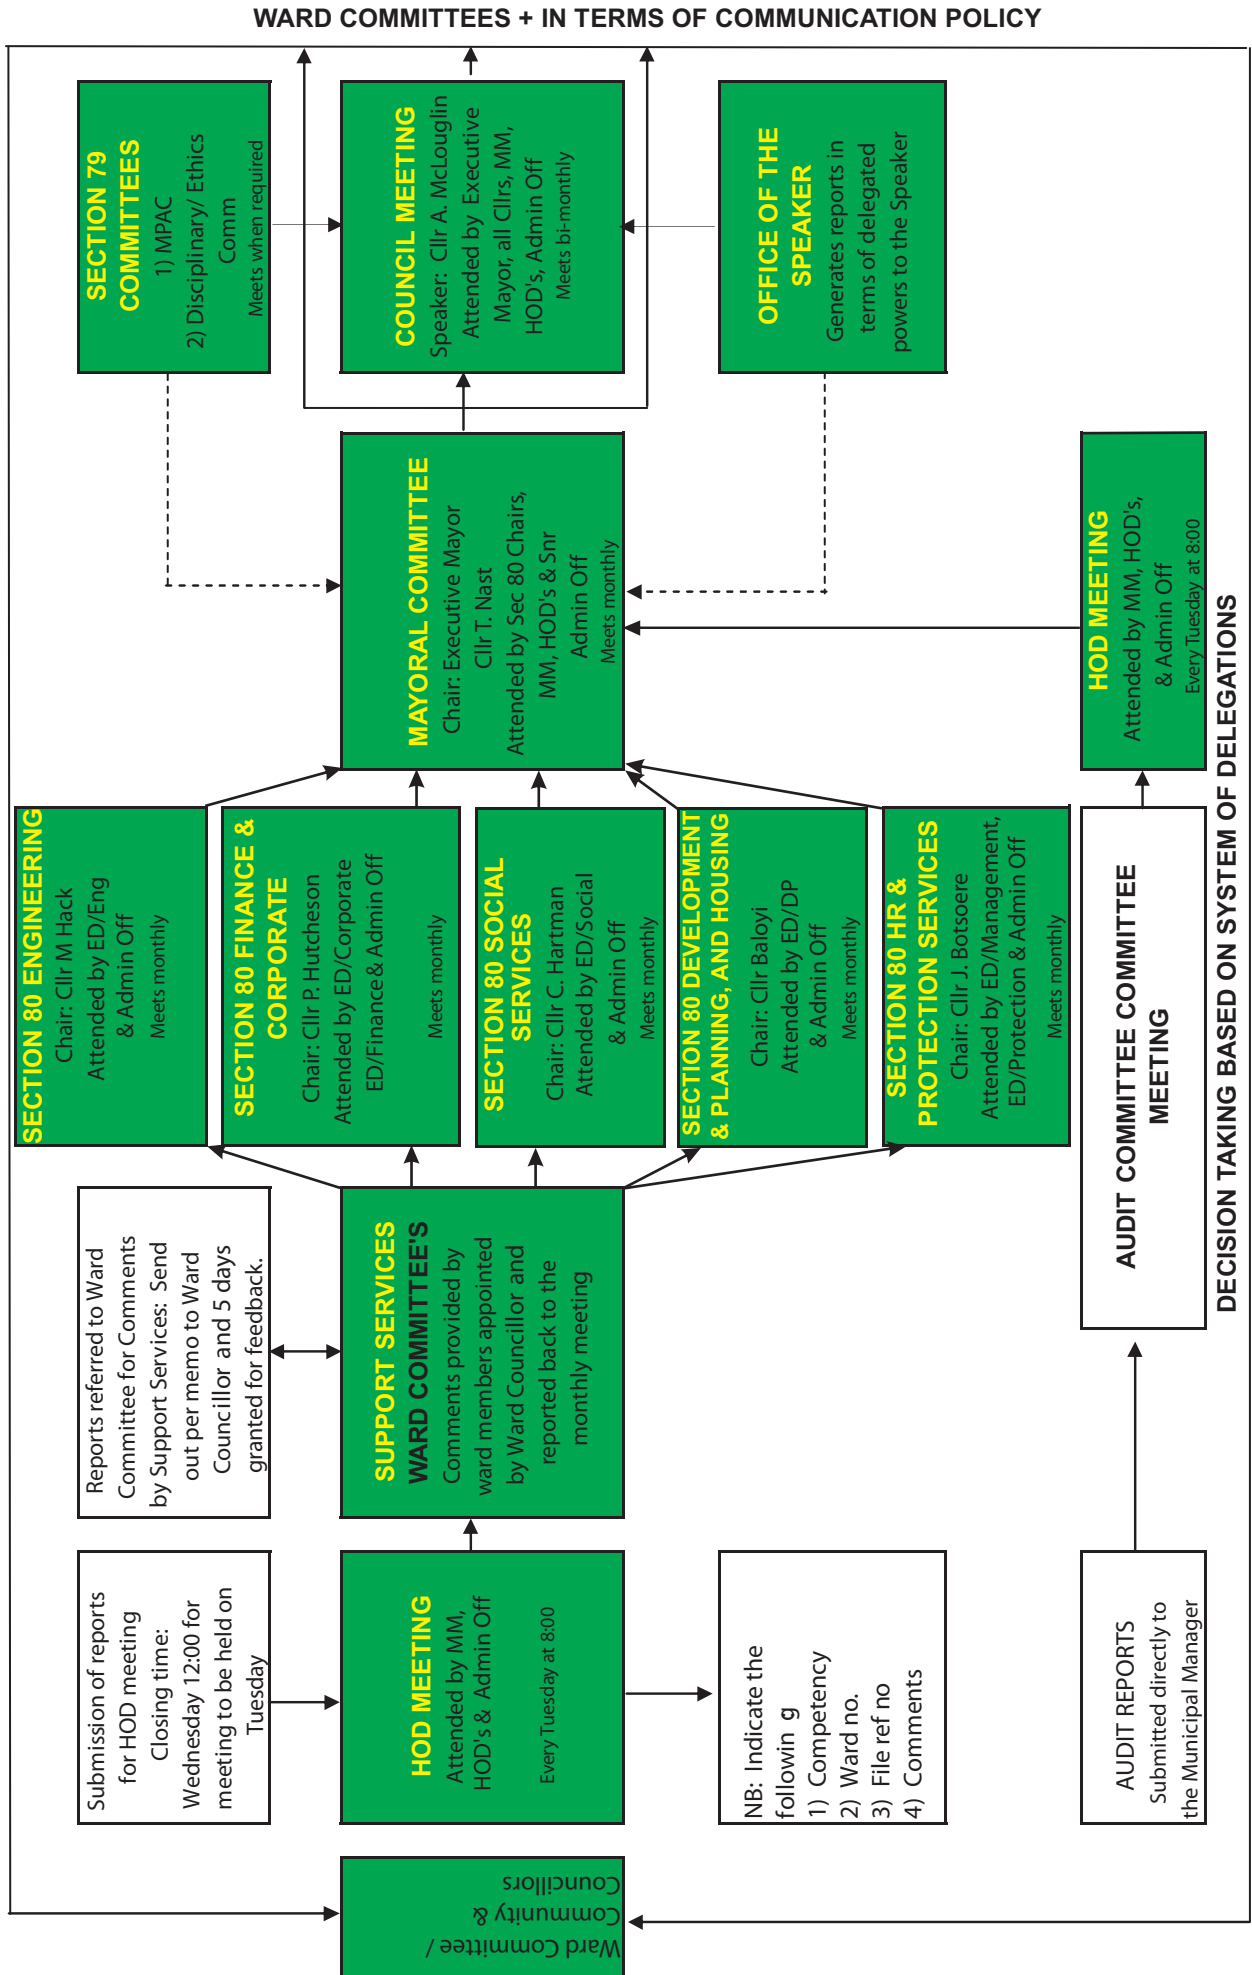 WARD COMMITTEES + IN TERMS OF COMMUNICATION POLICY
Ward Committee /
Community &
Councillors
Submission of reports
for HOD meeting
Closing time:
Wednesday 12:00 for
meeting to be held on
Tuesday
HOD MEETING
Attended by MM,
HOD's & Admin Off
Every Tuesday at 8:00
NB: Indicate the
followin g
1) Competency
2) Ward no.
3) File ref no
4) Comments
AUDIT REPORTS
Submitted directly to
the Municipal Manager
Reports referred to Ward
Committee for Comments
by Support Services: Send
out per memo to Ward
Councillor and 5 days
granted for feedback.
SUPPORT SERVICES
WARD COMMITTEE'S
Comments provided by
ward members appointed
by Ward Councillor and
reported back to the
monthly meeting
SECTION 80 ENGINEERING
Chair: Cllr M Hack
Attended by ED/Eng
& Admin Off
Meets monthly
SECTION 80 FINANCE &
CORPORATE
Chair: Cllr P. Hutcheson
Attended by ED/Corporate
ED/Finance& Admin Off
Meets monthly
SECTION 80 SOCIAL
SERVICES
Chair: Cllr C. Hartman
Attended by ED/Social
& Admin Off
Meets monthly
SECTION 80 DEVELOPMENT
& PLANNING, AND HOUSING
Chair: Cllr Baloyi
Attended by ED/DP
& Admin Off
Meets monthly
SECTION 80 HR &
PROTECTION SERVICES
Chair: Cllr J. Botsoere
Attended by ED/Management,
ED/Protection & Admin Off
Meets monthly
AUDIT COMMITTEE COMMITTEE
MEETING
MAYORAL COMMITTEE
Chair: Executive Mayor
Cllr T. Nast
Attended by Sec 80 Chairs,
MM, HOD's & Snr
Admin Off
Meets monthly
HOD MEETING
Attended by MM, HOD's,
& Admin Off
Every Tuesday at 8:00
SECTION 79
COMMITTEES
1) MPAC
2) Disciplinary/ Ethics
Comm
Meets when required
COUNCIL MEETING
Speaker: Cllr A. McLouglin
Attended by Executive
Mayor, all Cllrs, MM,
HOD's, Admin Off
Meets bi-monthly
OFFICE OF THE
SPEAKER
Generates reports in
terms of delegated
powers to the Speaker
DECISION TAKING BASED ON SYSTEM OF DELEGATIONS